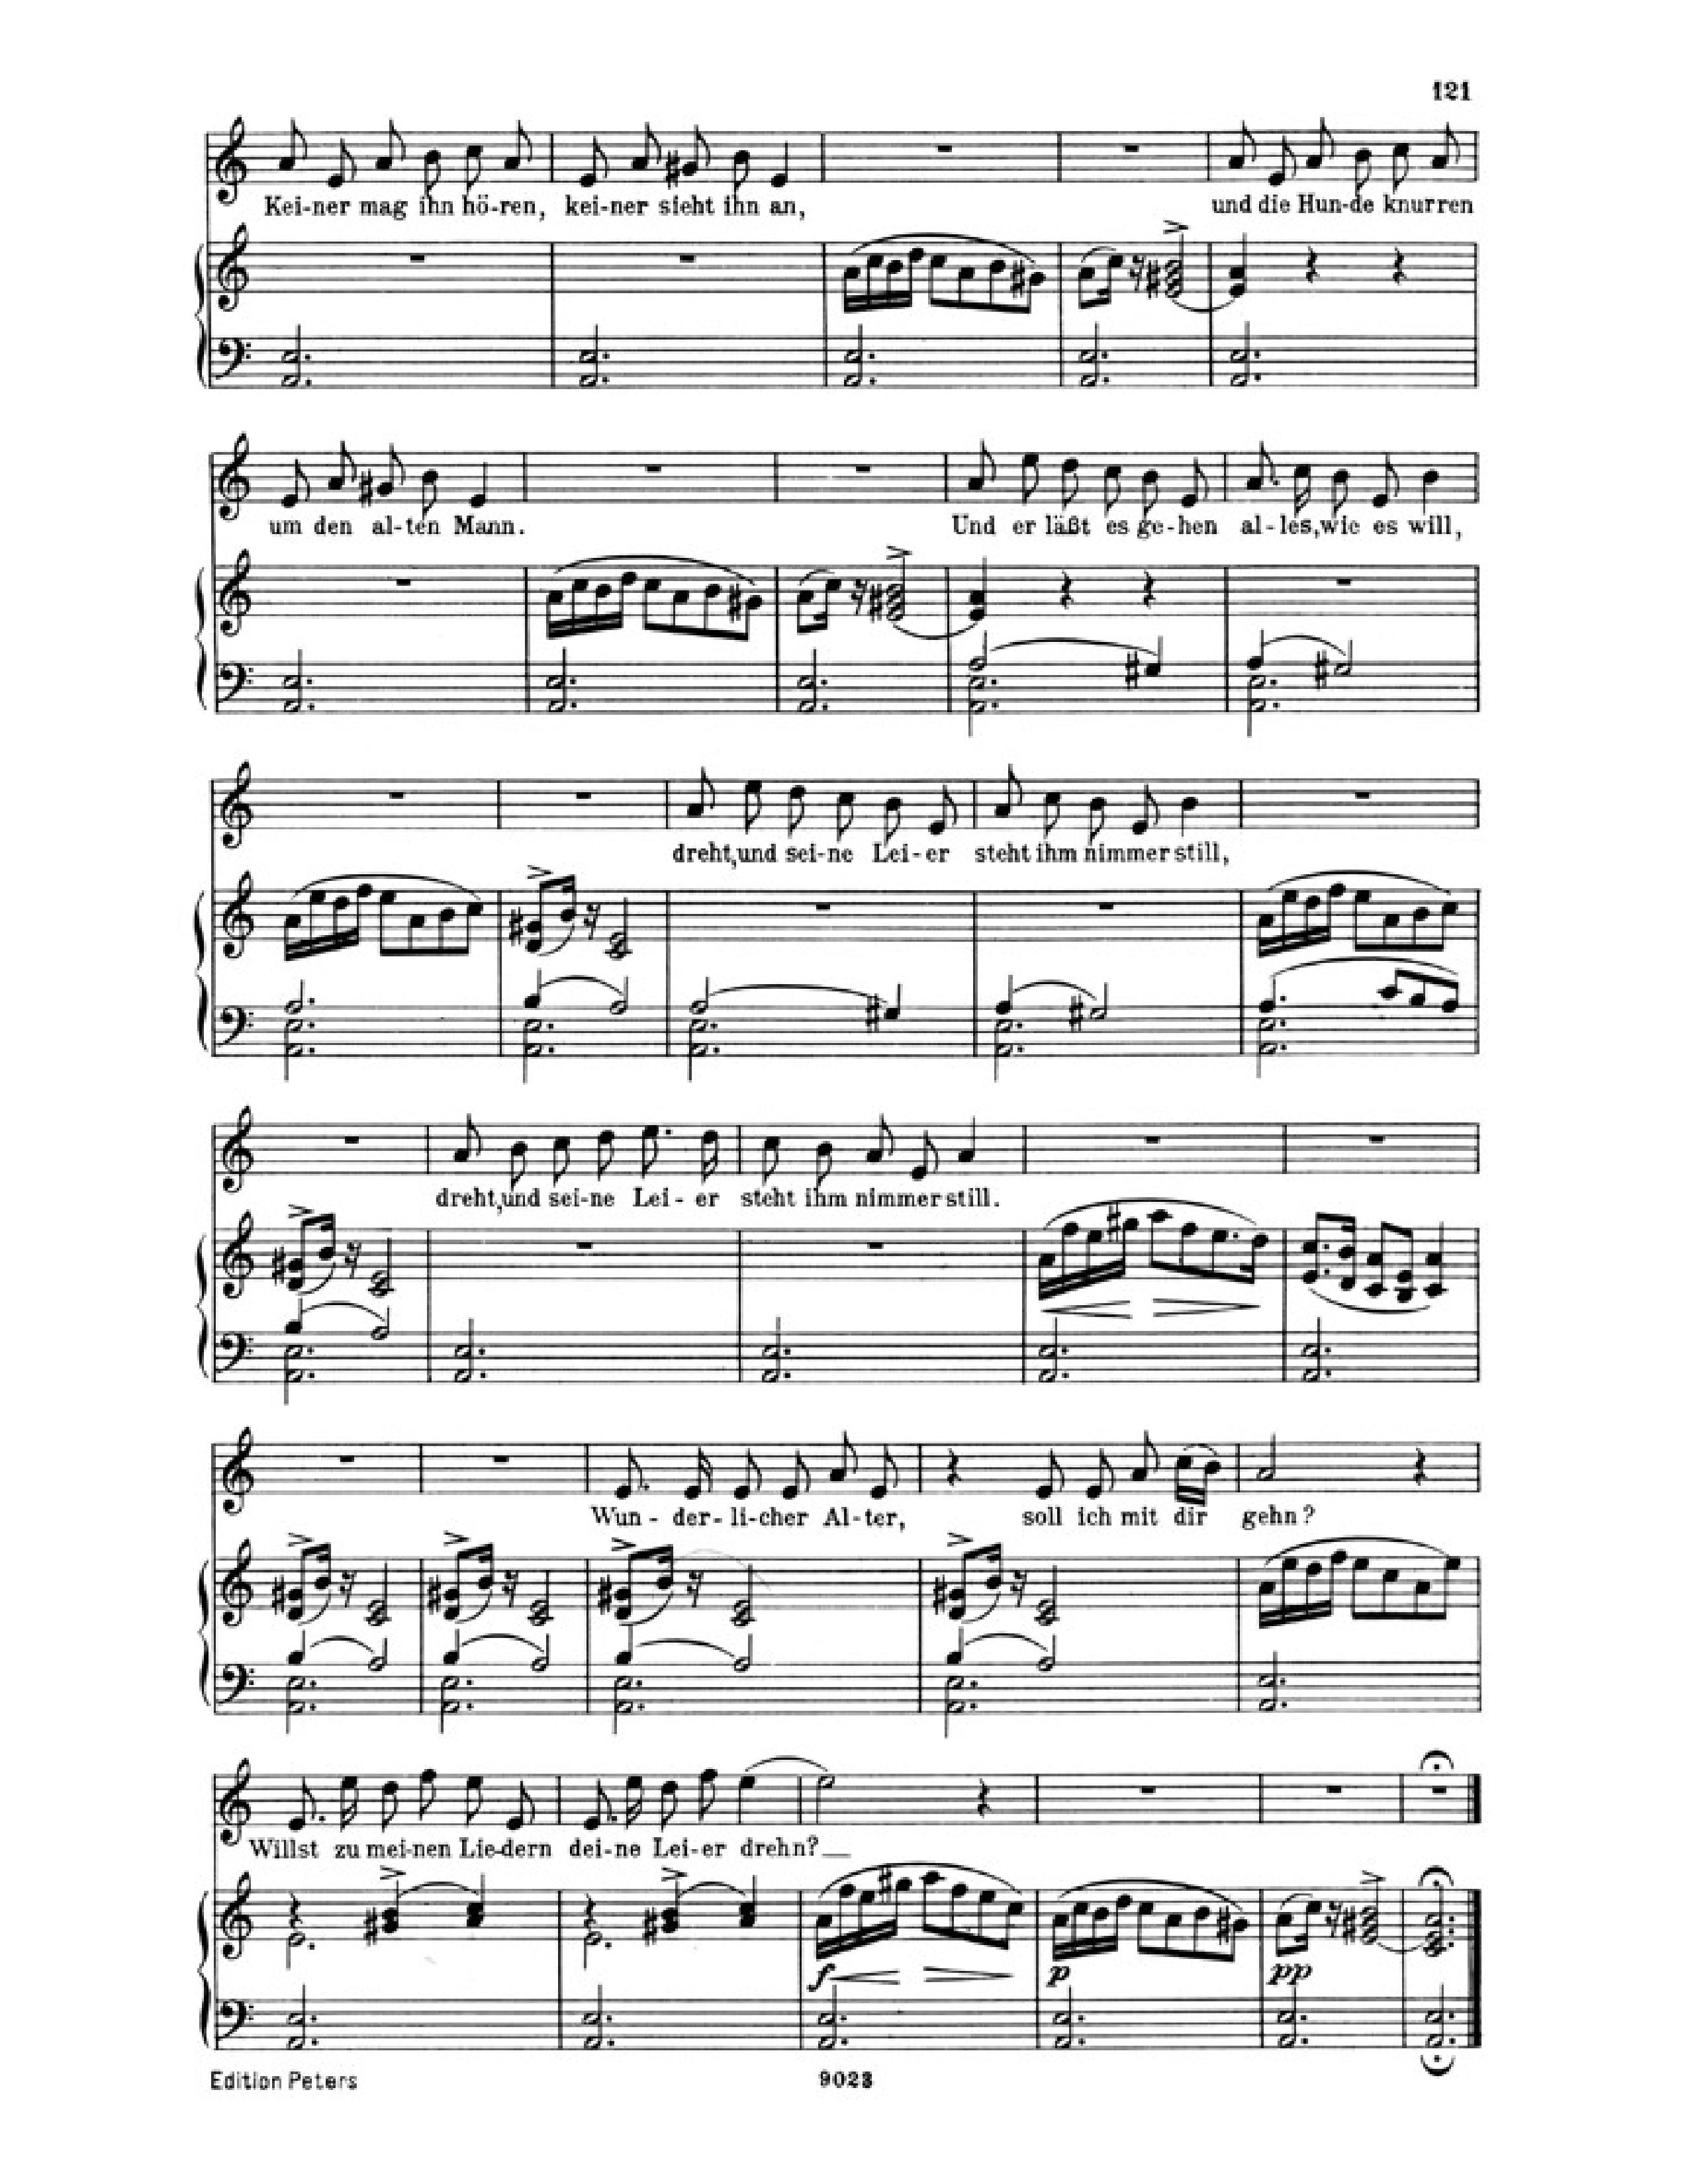 121
Kei-ner mag ihn hö-ren, kei-ner sieht ihn an, und die Hun-de knurren
um den al-ten Mann. Und er läßt es ge-hen al-les, wie es will,
dreht, und sei-ne Lei-er steht ihm nimmer still,
dreht, und sei-ne Lei-er steht ihm nimmer still.
Wun-der-li-cher Al-ter, soll ich mit dir gehn?
Willst zu mei-nen Lie-dern dei-ne Lei-er drehn?
f p pp
Edition Peters 9023